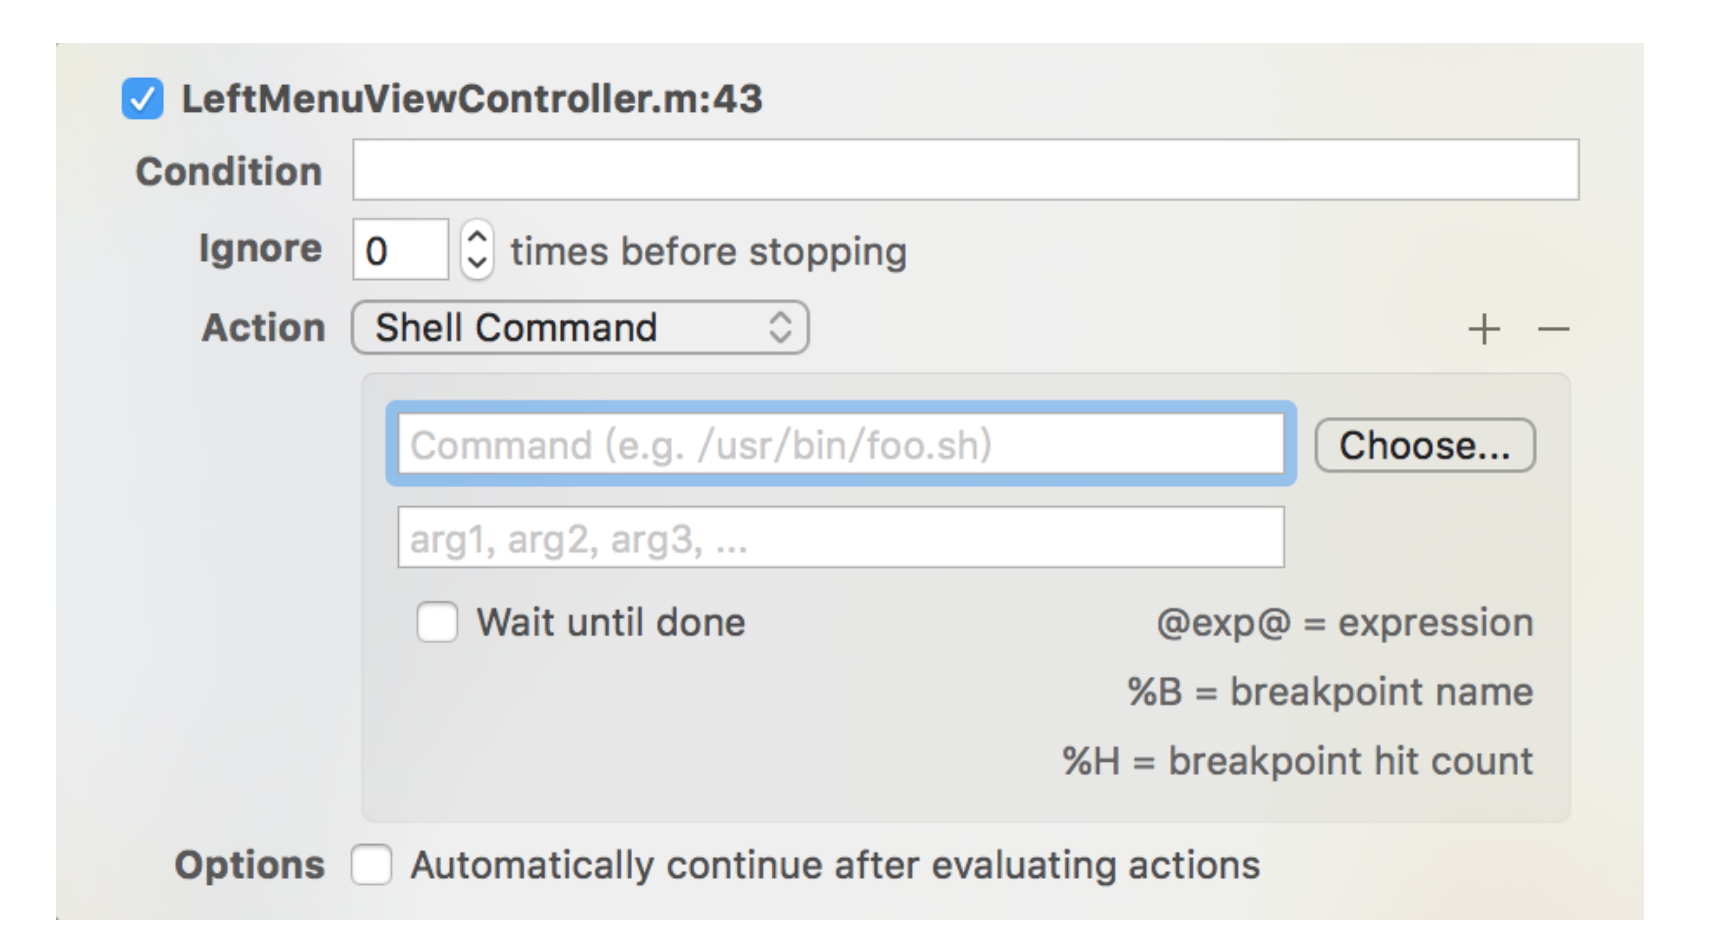 LeftMenuViewController.m:43
Condition
Ignore 0 times before stopping
Action Shell Command + −
Command (e.g. /usr/bin/foo.sh) Choose...
arg1, arg2, arg3, ...
Wait until done @exp@ = expression
%B = breakpoint name
%H = breakpoint hit count
Options Automatically continue after evaluating actions